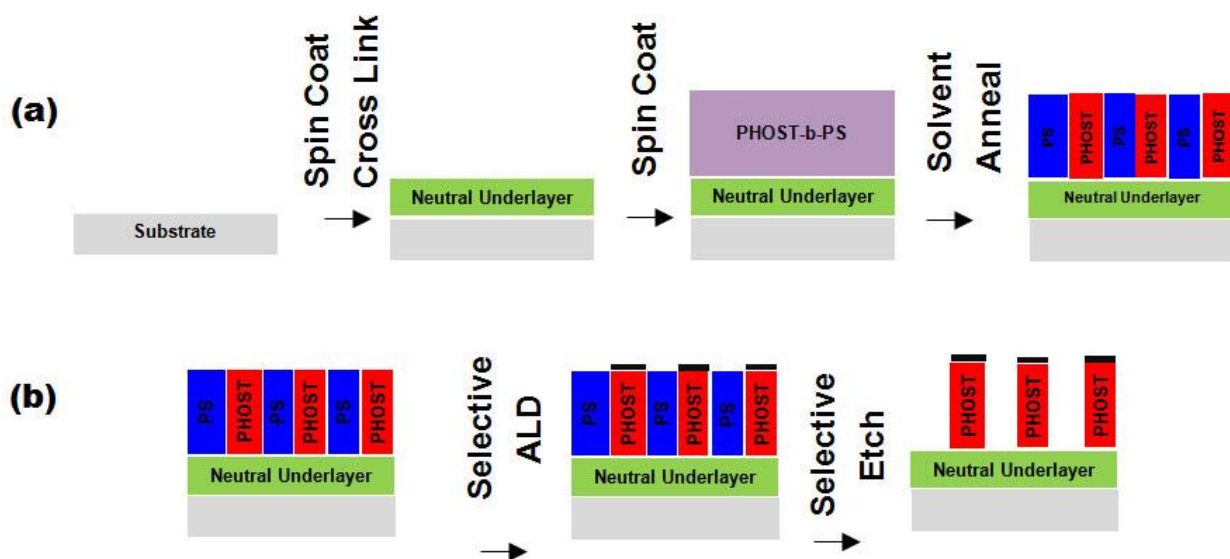 (a)
Substrate
Spin Coat
Cross Link
Neutral Underlayer
Spin Coat
PHOST-b-PS
Neutral Underlayer
Solvent
Anneal
PS
PHOST
PS
PHOST
PS
PHOST
Neutral Underlayer
(b)
PS
PHOST
PS
PHOST
PS
PHOST
Neutral Underlayer
Selective
ALD
PS
PHOST
PS
PHOST
PS
PHOST
Neutral Underlayer
Selective
Etch
PHOST
PHOST
PHOST
Neutral Underlayer